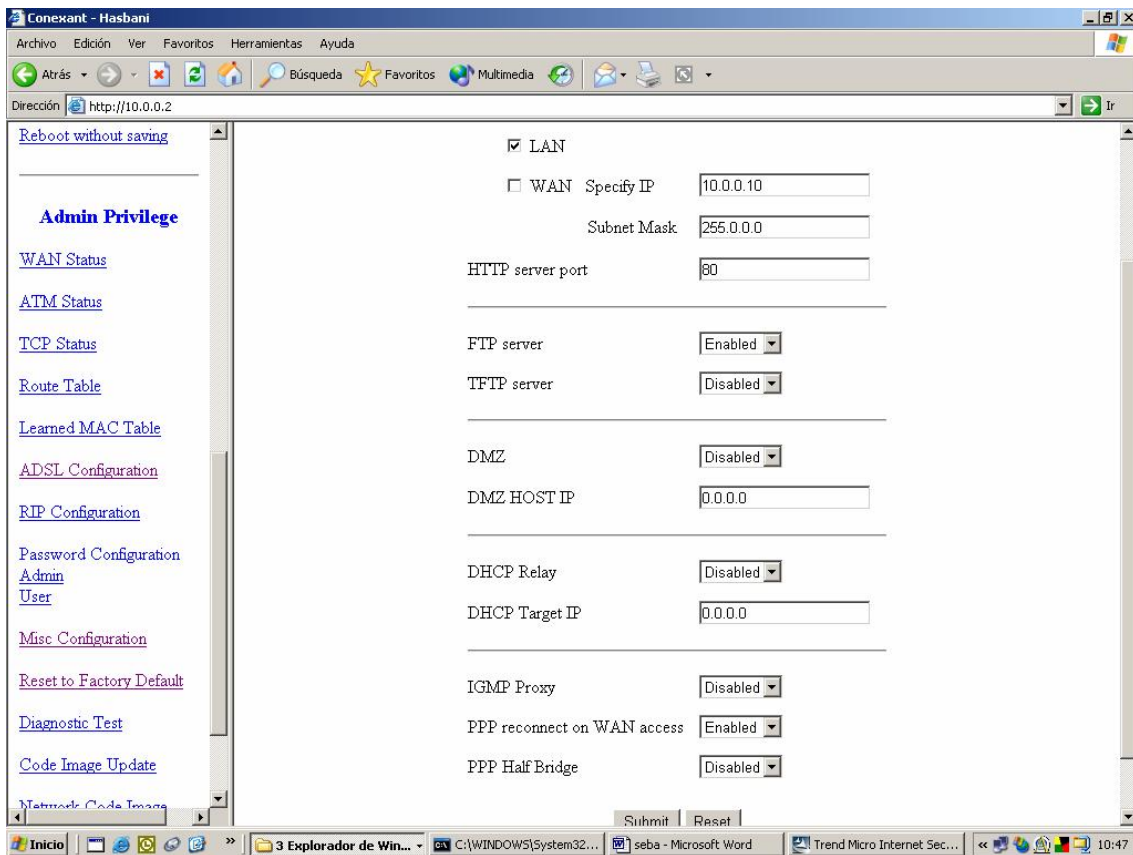 Conexant - Hasbani
Archivo Edición Ver Favoritos Herramientas Ayuda
Atrás Búsqueda Favoritos Multimedia
Dirección http://10.0.0.2 Ir
Reboot without saving
Admin Privilege
WAN Status
ATM Status
TCP Status
Route Table
Learned MAC Table
ADSL Configuration
RIP Configuration
Password Configuration
Admin
User
Misc Configuration
Reset to Factory Default
Diagnostic Test
Code Image Update
Network Code Image
LAN
WAN Specify IP 10.0.0.10
Subnet Mask 255.0.0.0
HTTP server port 80
FTP server Enabled
TFTP server Disabled
DMZ Disabled
DMZ HOST IP 0.0.0.0
DHCP Relay Disabled
DHCP Target IP 0.0.0.0
IGMP Proxy Disabled
PPP reconnect on WAN access Enabled
PPP Half Bridge Disabled
Submit Reset
Inicio » 3 Explorador de Win... C:\WINDOWS\System32... seba - Microsoft Word Trend Micro Internet Sec... « 10:47